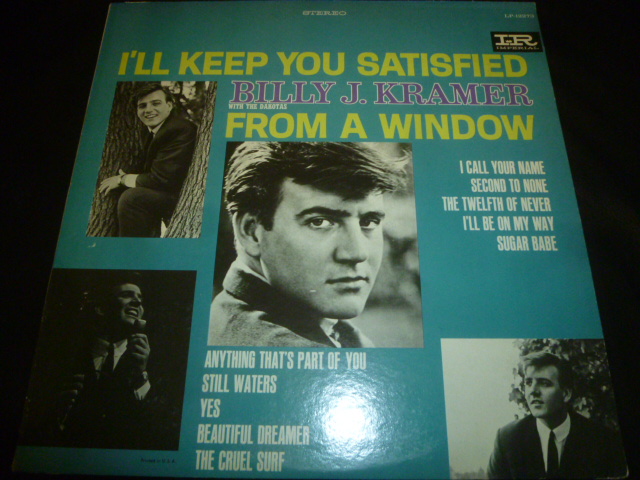 STEREO
IR
IMPERIAL
I'LL KEEP YOU SATISFIED
BILLY J. KRAMER
WITH THE DAKOTAS
FROM A WINDOW
I CALL YOUR NAME
SECOND TO NONE
THE TWELFTH OF NEVER
I'LL BE ON MY WAY
SUGAR BABE
ANYTHING THAT'S PART OF YOU
STILL WATERS
YES
BEAUTIFUL DREAMER
THE CRUEL SURF